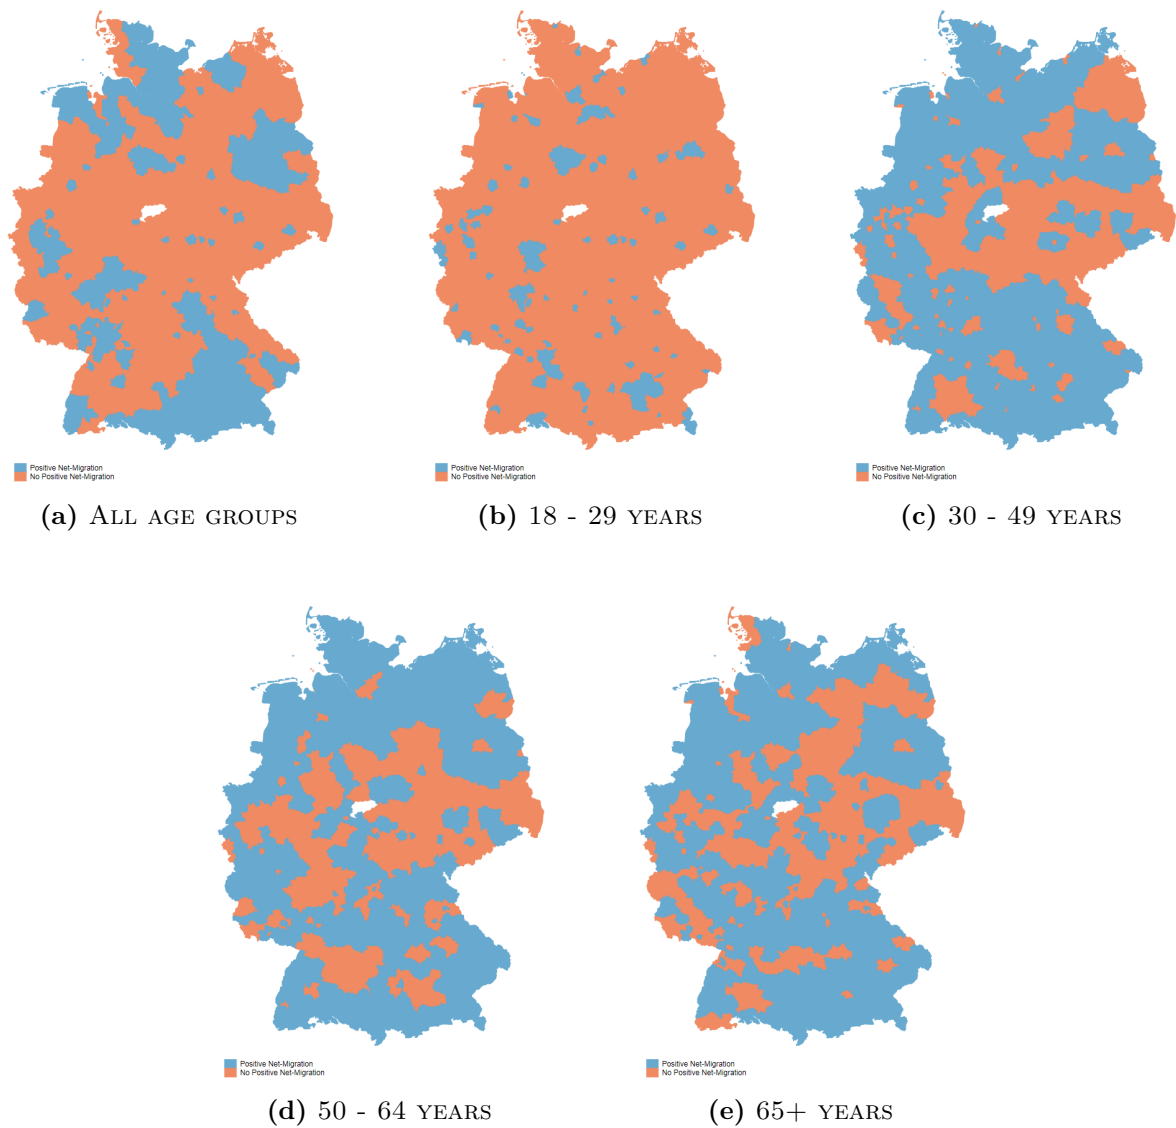 Positive Net-Migration
No Positive Net-Migration
Positive Net-Migration
No Positive Net-Migration
Positive Net-Migration
No Positive Net-Migration
(a) ALL AGE GROUPS
(b) 18 - 29 YEARS
(c) 30 - 49 YEARS
Positive Net-Migration
No Positive Net-Migration
Positive Net-Migration
No Positive Net-Migration
(d) 50 - 64 YEARS
(e) 65+ YEARS